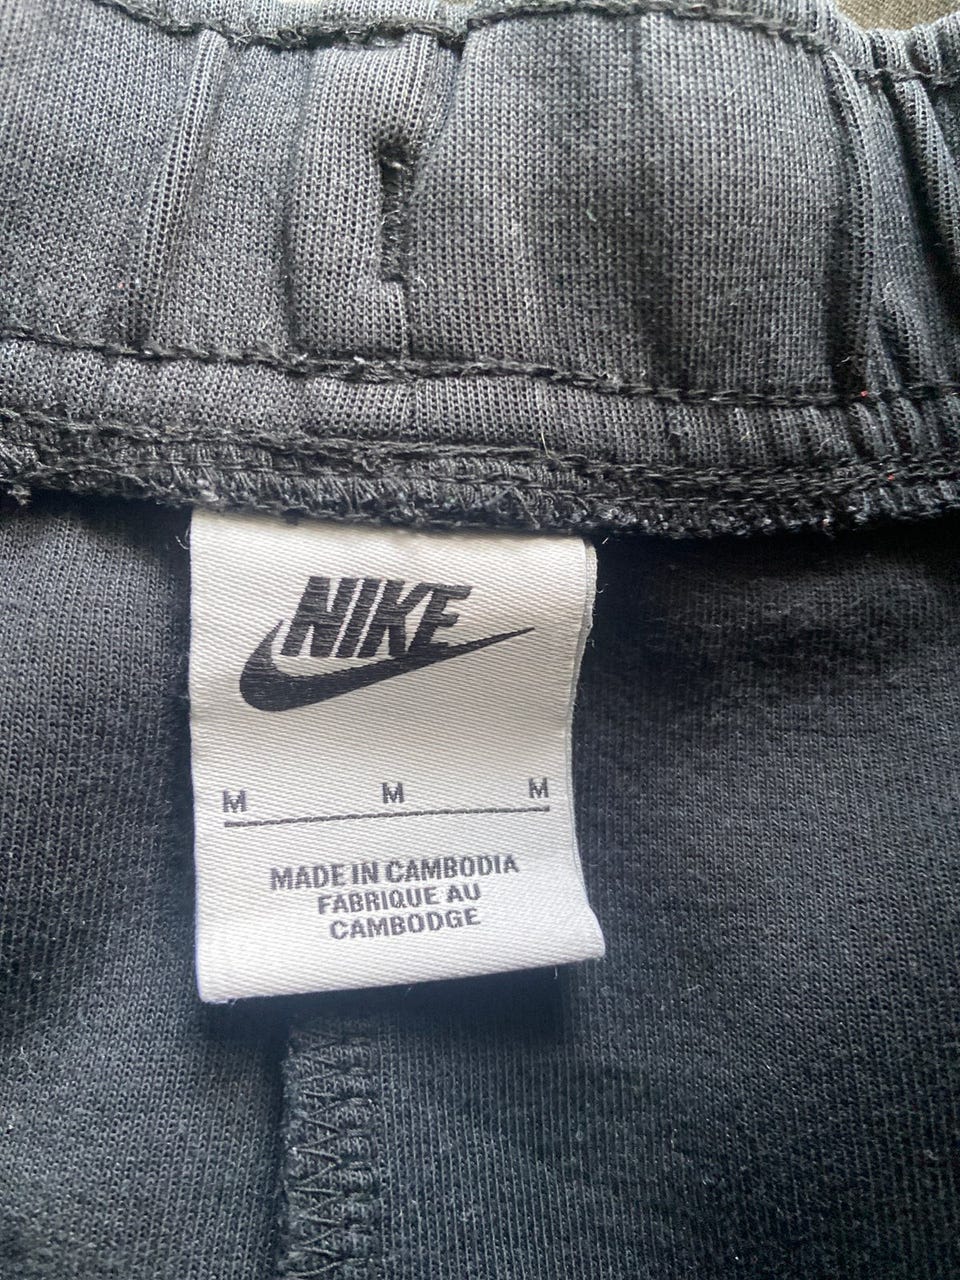 NIKE
M M M
MADE IN CAMBODIA
FABRIQUE AU
CAMBODGE